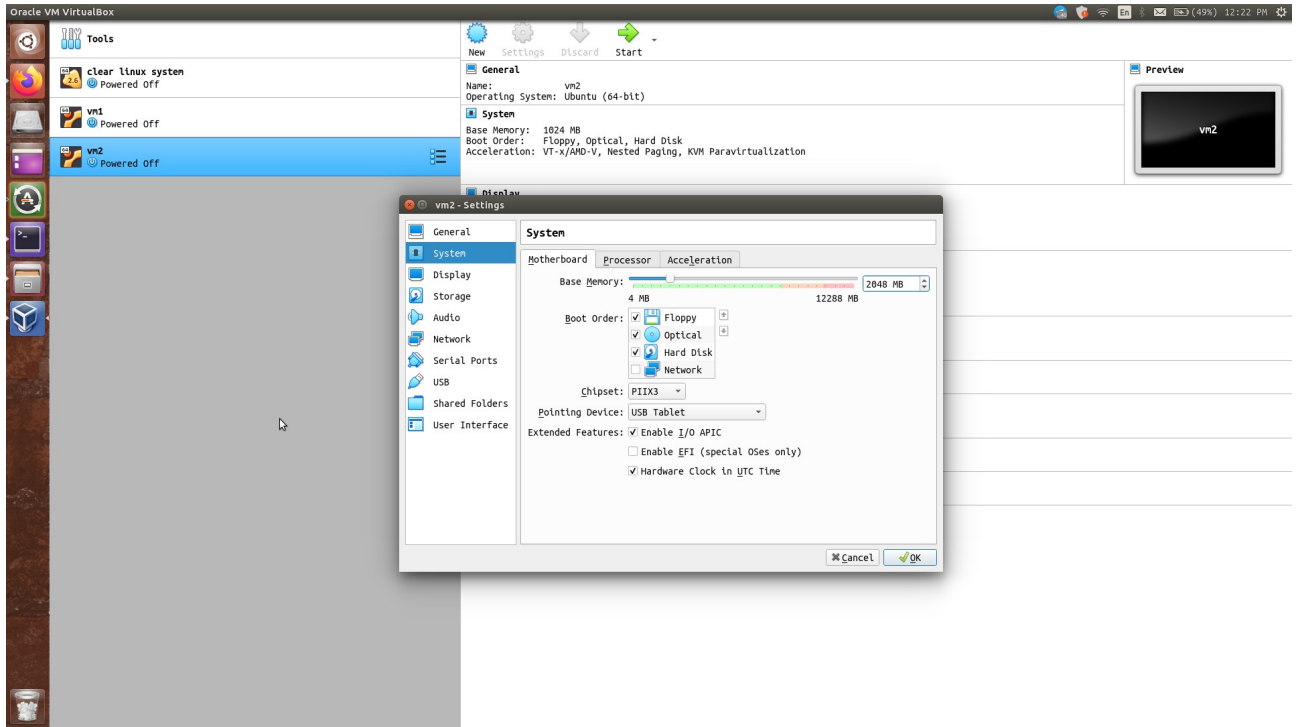 Oracle VM VirtualBox
En (49%) 12:22 PM
Tools
64 2.6 clear linux system
Powered Off
64 vm1
Powered Off
64 vm2
Powered Off
New Settings Discard Start
General
Name: vm2
Operating System: Ubuntu (64-bit)
System
Base Memory: 1024 MB
Boot Order: Floppy, Optical, Hard Disk
Acceleration: VT-x/AMD-V, Nested Paging, KVM Paravirtualization
Preview
vm2
Display
vm2 - Settings
General
System
Display
Storage
Audio
Network
Serial Ports
USB
Shared Folders
User Interface
System
Motherboard Processor Acceleration
Base Memory: 2048 MB
4 MB 12288 MB
Boot Order: Floppy
Optical
Hard Disk
Network
Chipset: PIIX3
Pointing Device: USB Tablet
Extended Features: Enable I/O APIC
Enable EFI (special OSes only)
Hardware Clock in UTC Time
Cancel OK